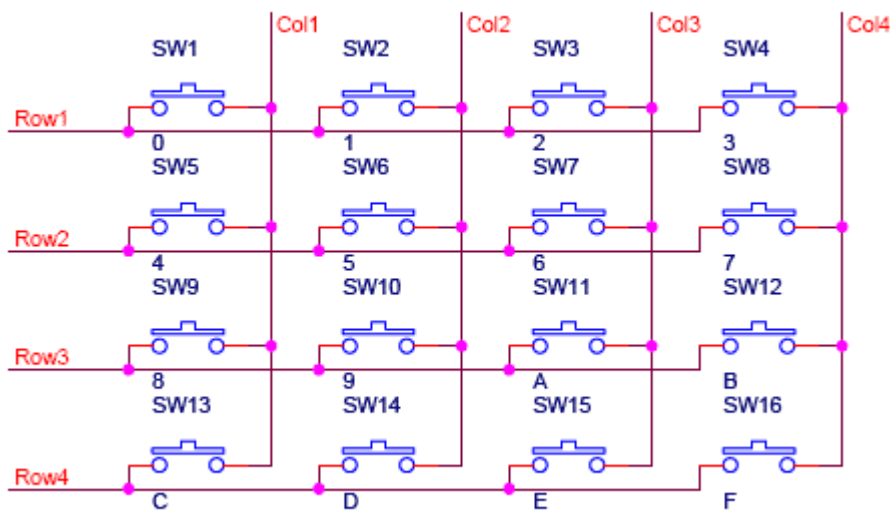 Col1 Col2 Col3 Col4
SW1 SW2 SW3 SW4
Row1
0 1 2 3
SW5 SW6 SW7 SW8
Row2
4 5 6 7
SW9 SW10 SW11 SW12
Row3
8 9 A B
SW13 SW14 SW15 SW16
Row4
C D E F